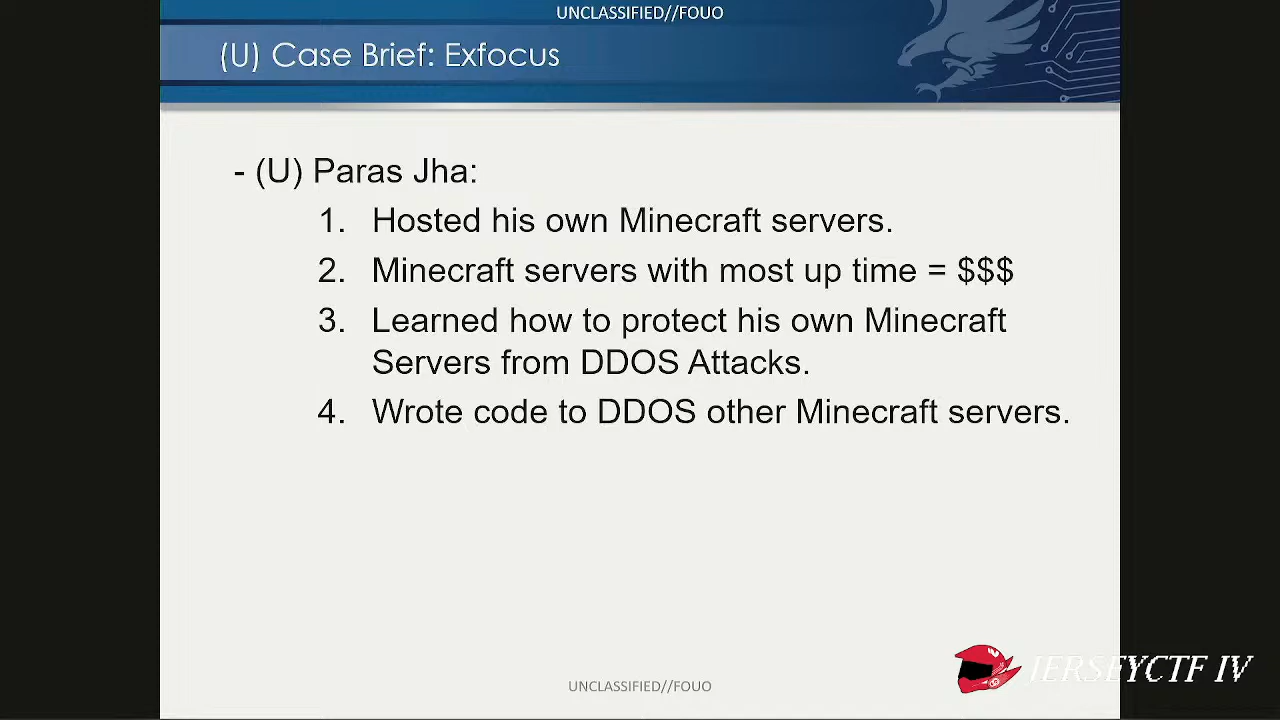 UNCLASSIFIED//FOUO
(U) Case Brief: Exfocus
- (U) Paras Jha:
1. Hosted his own Minecraft servers.
2. Minecraft servers with most up time = $$$
3. Learned how to protect his own Minecraft
Servers from DDOS Attacks.
4. Wrote code to DDOS other Minecraft servers.
JERSEYCTF IV
UNCLASSIFIED//FOUO